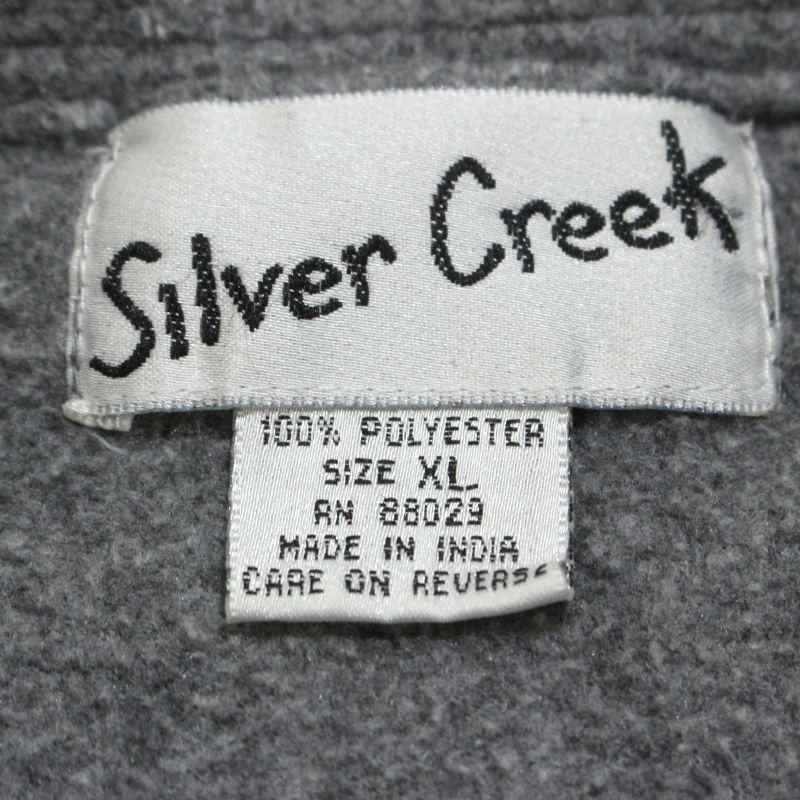 Silver Creek
100% POLYESTER
SIZE XL
RN 88029
MADE IN INDIA
CARE ON REVERSE